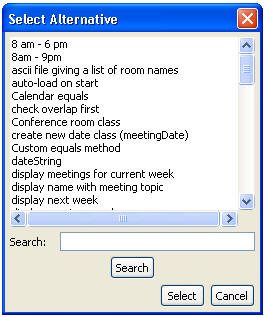 Select Alternative
8 am - 6 pm
8am - 9pm
ascii file giving a list of room names
auto-load on start
Calendar equals
check overlap first
Conference room class
create new date class (meetingDate)
Custom equals method
dateString
display meetings for current week
display name with meeting topic
display next week
Search:
Search
Select Cancel